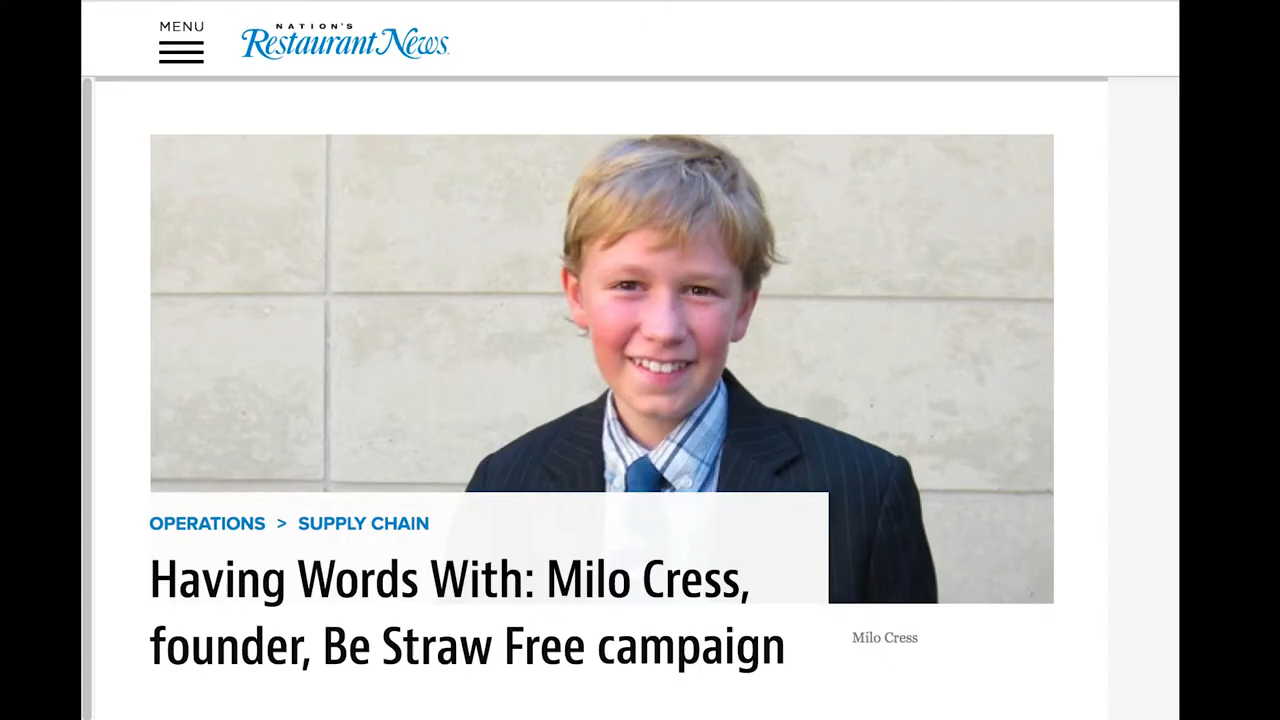 MENU
NATION'S
Restaurant News
OPERATIONS > SUPPLY CHAIN
Having Words With: Milo Cress,
founder, Be Straw Free campaign
Milo Cress